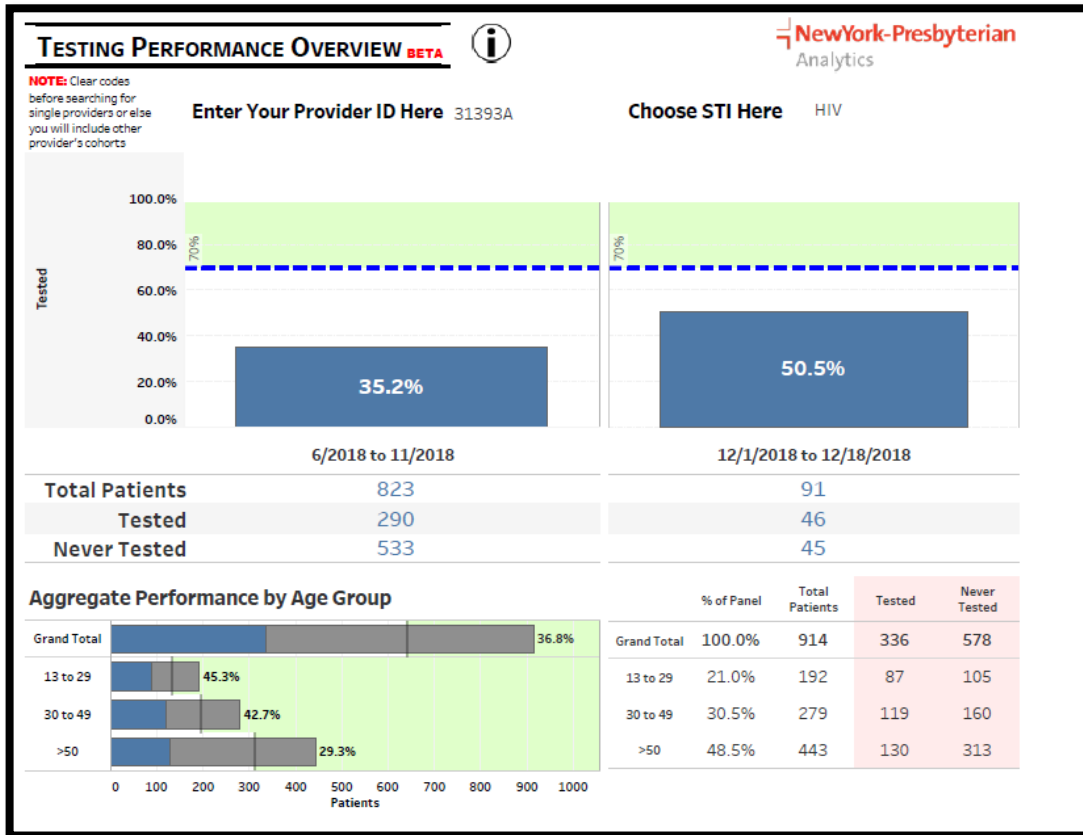 TESTING PERFORMANCE OVERVIEW BETA
i
NewYork-Presbyterian
Analytics
NOTE: Clear codes
before searching for
single providers or else
you will include other
provider's cohorts
Enter Your Provider ID Here 31393A
Choose STI Here HIV
Tested
100.0%
80.0%
60.0%
40.0%
20.0%
0.0%
70%
35.2%
70%
50.5%
6/2018 to 11/2018 12/1/2018 to 12/18/2018
Total Patients 823 91
Tested 290 46
Never Tested 533 45
Aggregate Performance by Age Group
Grand Total 36.8%
13 to 29 45.3%
30 to 49 42.7%
>50 29.3%
0 100 200 300 400 500 600 700 800 900 1000
Patients
% of Panel Total Patients Tested Never Tested
Grand Total 100.0% 914 336 578
13 to 29 21.0% 192 87 105
30 to 49 30.5% 279 119 160
>50 48.5% 443 130 313